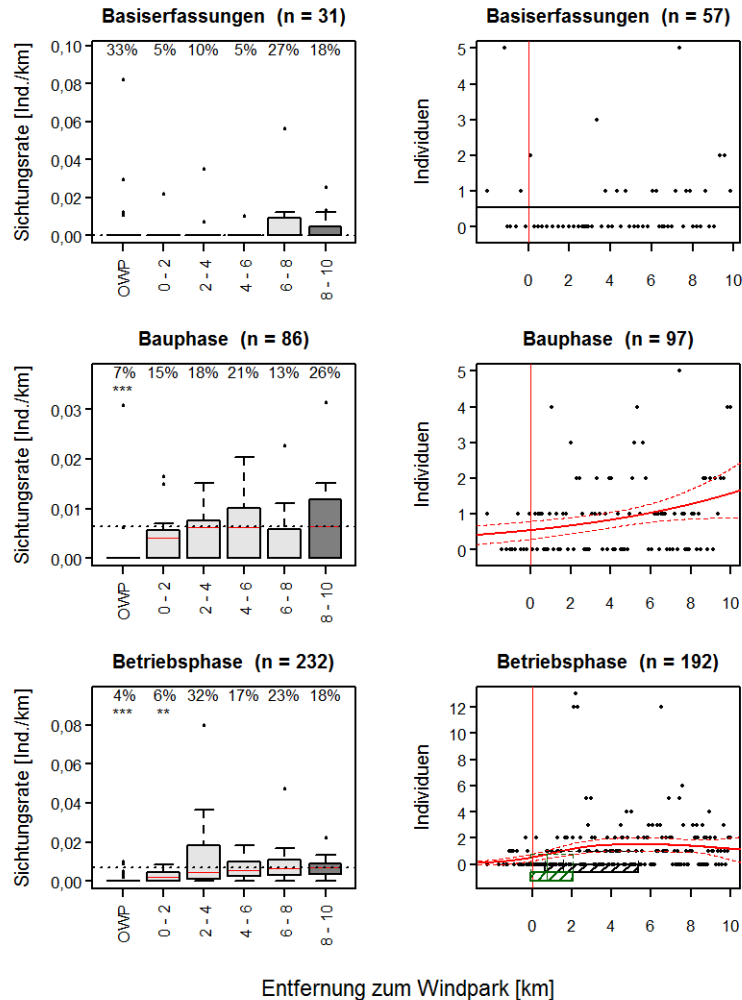 Basiserfassungen (n = 31)
Sichtungsrate [Ind./km]
0,10
0,08
0,06
0,04
0,02
0,00
33% 5% 10% 5% 27% 18%
OWP 0 - 2 2 - 4 4 - 6 6 - 8 8 - 10
Basiserfassungen (n = 57)
Individuen
5
4
3
2
1
0
0 2 4 6 8 10
Bauphase (n = 86)
Sichtungsrate [Ind./km]
0,03
0,02
0,01
0,00
7% 15% 18% 21% 13% 26%
***
OWP 0 - 2 2 - 4 4 - 6 6 - 8 8 - 10
Bauphase (n = 97)
Individuen
5
4
3
2
1
0
0 2 4 6 8 10
Betriebsphase (n = 232)
Sichtungsrate [Ind./km]
0,08
0,06
0,04
0,02
0,00
4% 6% 32% 17% 23% 18%
*** **
OWP 0 - 2 2 - 4 4 - 6 6 - 8 8 - 10
Betriebsphase (n = 192)
Individuen
12
10
8
6
4
2
0
0 2 4 6 8 10
Entfernung zum Windpark [km]